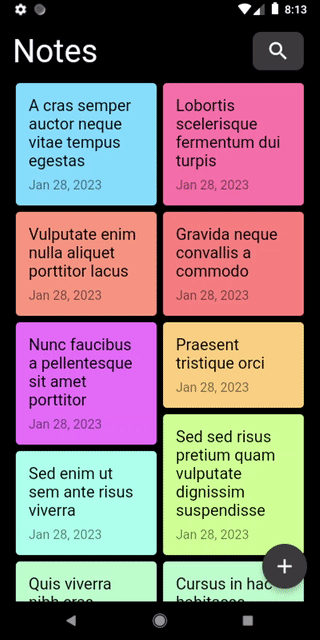 8:13
Notes
A cras semper
auctor neque
vitae tempus
egestas
Jan 28, 2023
Lobortis
scelerisque
fermentum dui
turpis
Jan 28, 2023
Vulputate enim
nulla aliquet
porttitor lacus
Jan 28, 2023
Gravida neque
convallis a
commodo
Jan 28, 2023
Nunc faucibus
a pellentesque
sit amet
porttitor
Jan 28, 2023
Praesent
tristique orci
Jan 28, 2023
Sed sed risus
pretium quam
vulputate
dignissim
suspendisse
Jan 28, 2023
Sed enim ut
sem ante risus
viverra
Jan 28, 2023
Quis viverra
nibh cras
Cursus in hac
habitasse